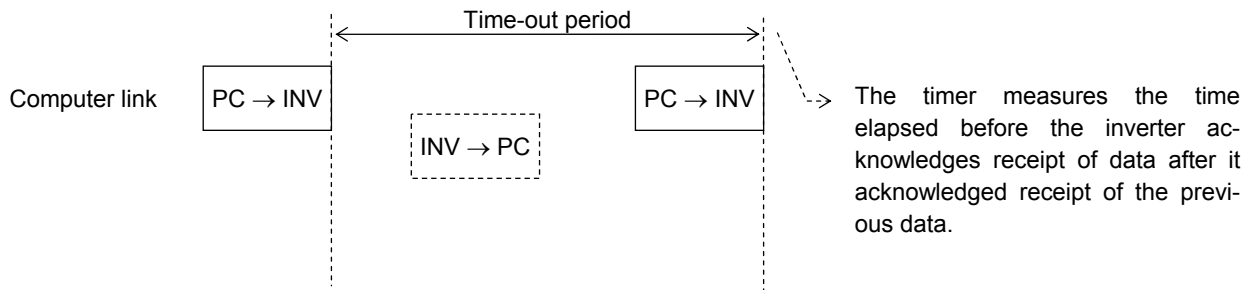 Time-out period
Computer link
PC → INV
PC → INV
INV → PC
The timer measures the time
elapsed before the inverter ac-
knowledges receipt of data after it
acknowledged receipt of the previ-
ous data.